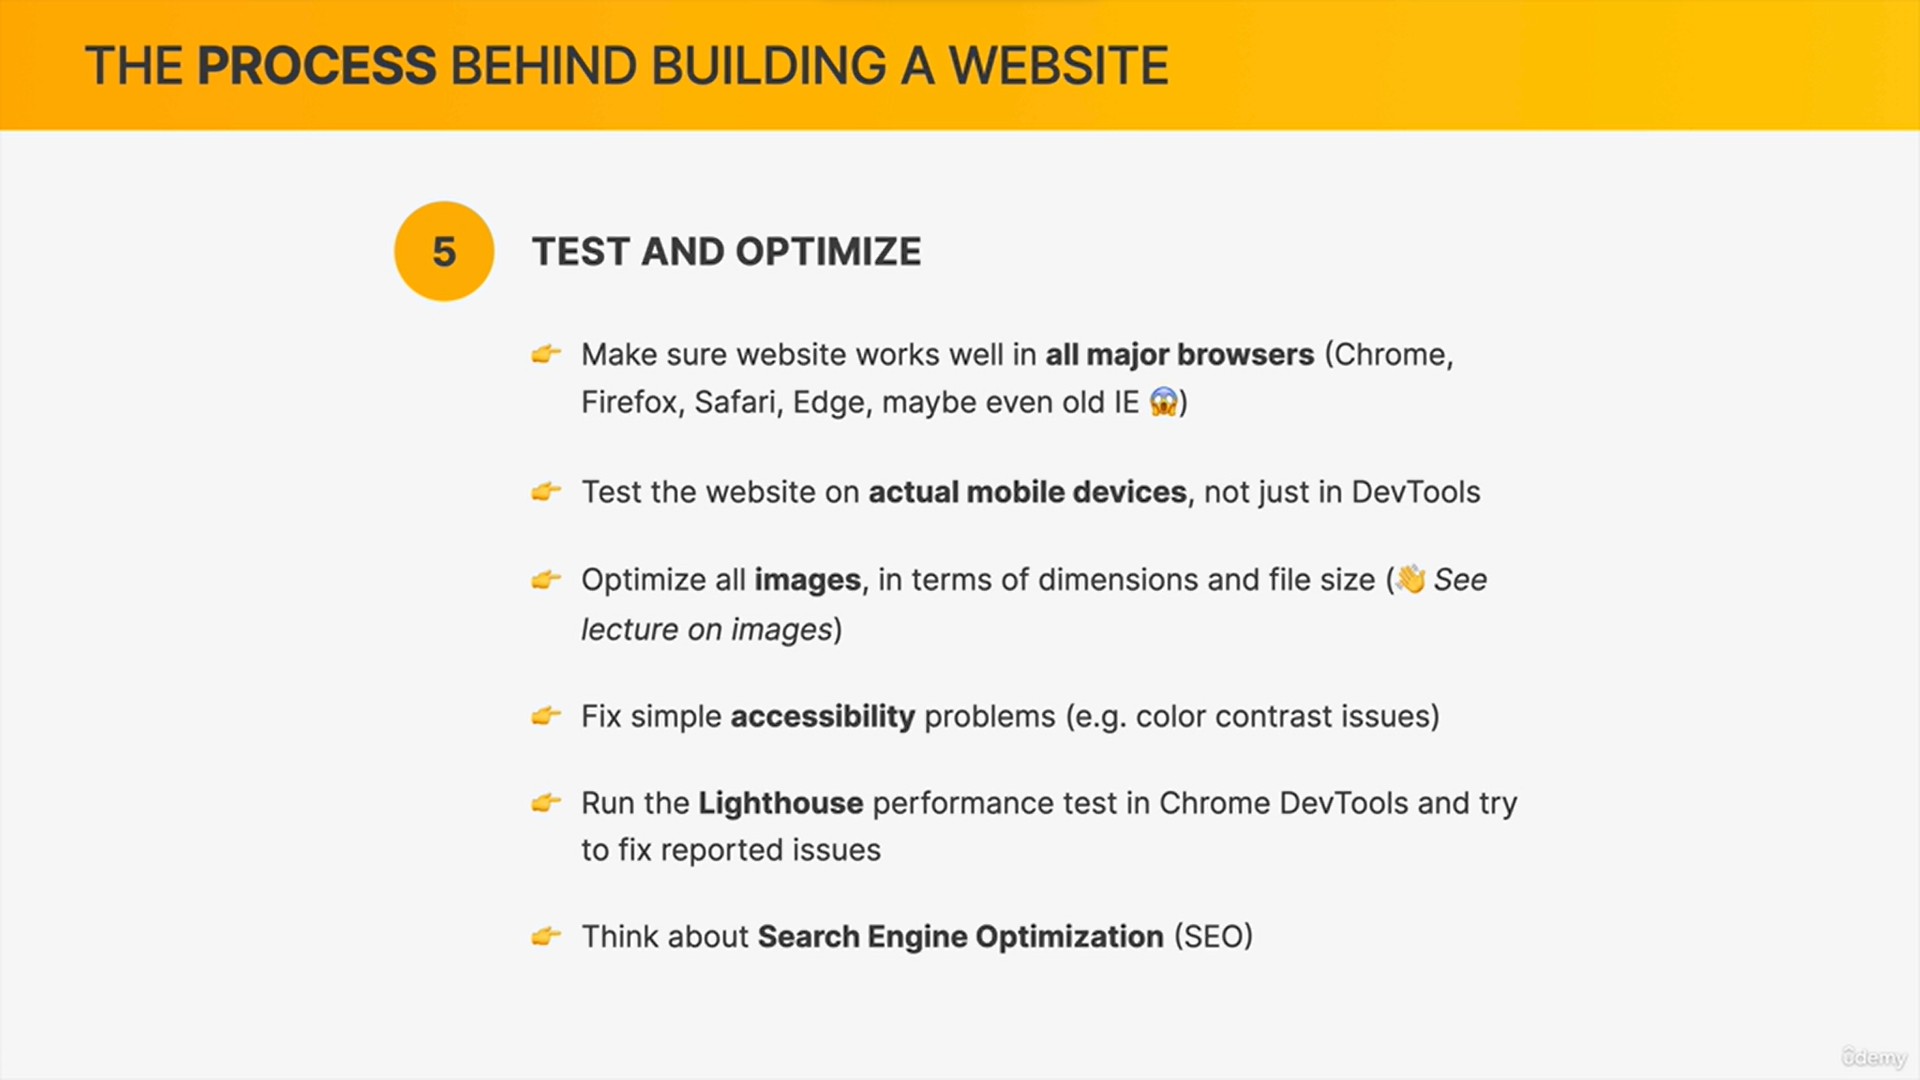 THE PROCESS BEHIND BUILDING A WEBSITE
5
TEST AND OPTIMIZE
👉 Make sure website works well in all major browsers (Chrome,
Firefox, Safari, Edge, maybe even old IE 😱)
👉 Test the website on actual mobile devices, not just in DevTools
👉 Optimize all images, in terms of dimensions and file size (👋 See
lecture on images)
👉 Fix simple accessibility problems (e.g. color contrast issues)
👉 Run the Lighthouse performance test in Chrome DevTools and try
to fix reported issues
👉 Think about Search Engine Optimization (SEO)
ûdemy